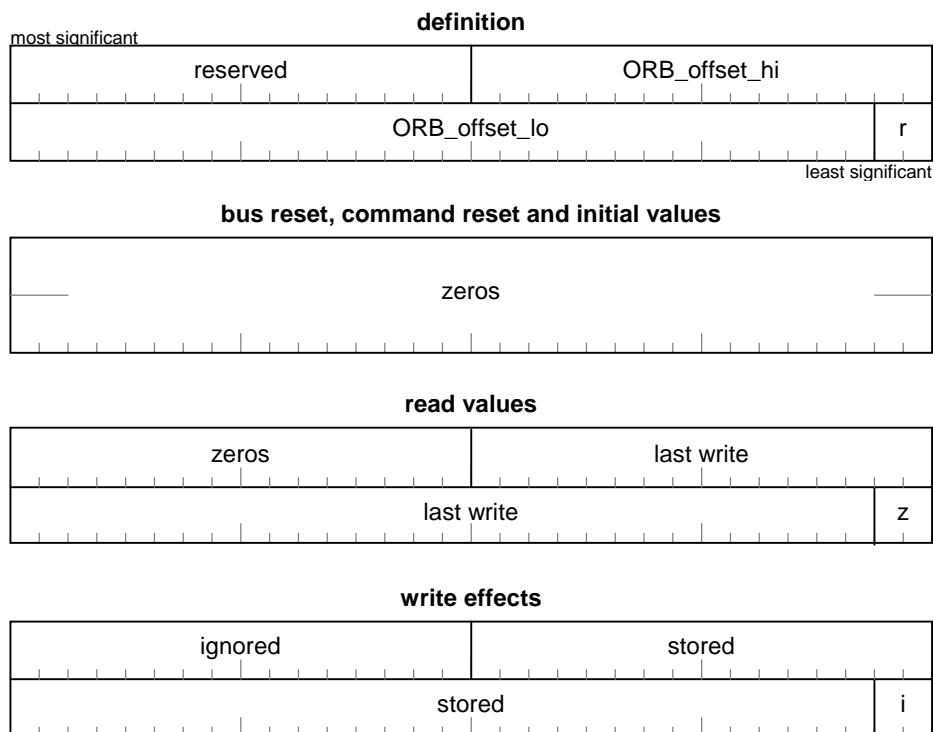 definition
most significant
reserved ORB_offset_hi
ORB_offset_lo r
least significant
bus reset, command reset and initial values
zeros
read values
zeros last write
last write z
write effects
ignored stored
stored i